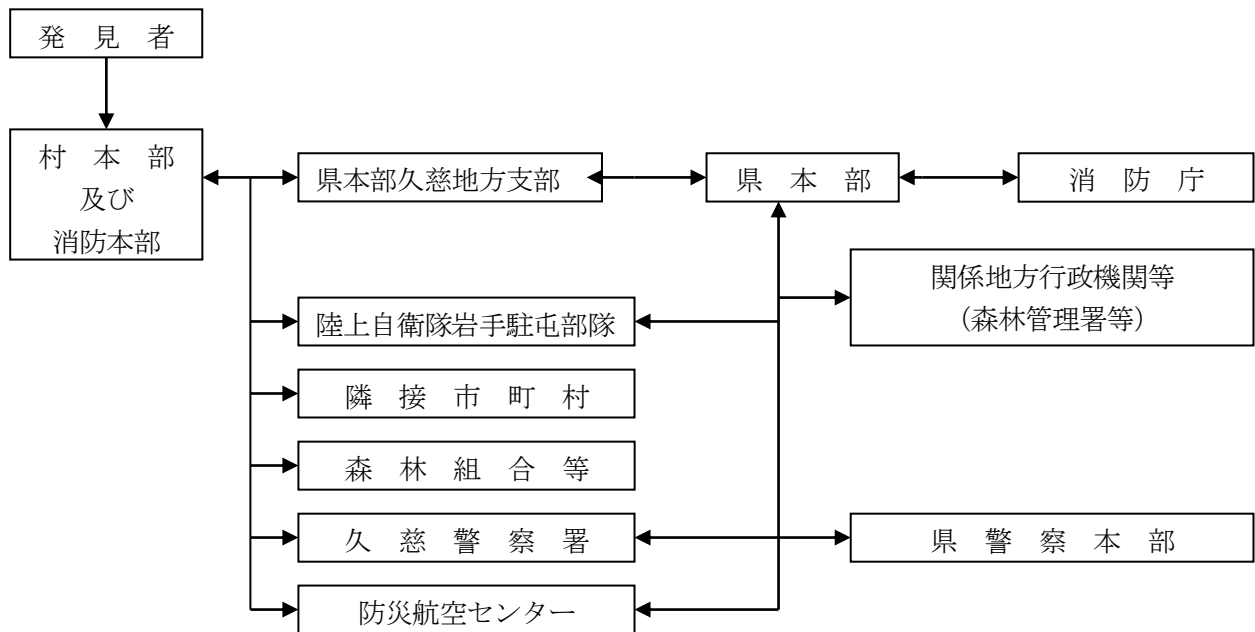 発 見 者
村 本 部
及び
消防本部
県本部久慈地方支部
県 本 部
消 防 庁
関係地方行政機関等
（森林管理署等）
陸上自衛隊岩手駐屯部隊
隣 接 市 町 村
森 林 組 合 等
久 慈 警 察 署
県 警 察 本 部
防災航空センター